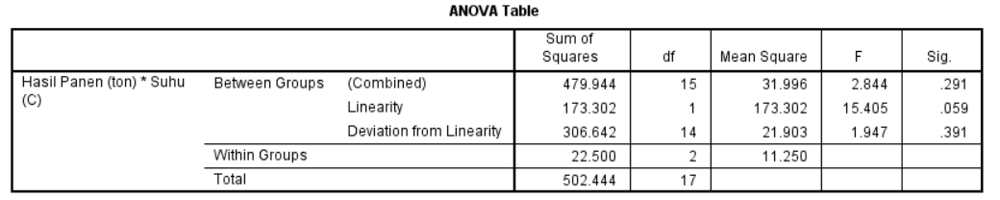 ANOVA Table
Sum of Squares df Mean Square F Sig.
Hasil Panen (ton) * Suhu (C) Between Groups (Combined) 479.944 15 31.996 2.844 .291
Linearity 173.302 1 173.302 15.405 .059
Deviation from Linearity 306.642 14 21.903 1.947 .391
Within Groups 22.500 2 11.250
Total 502.444 17